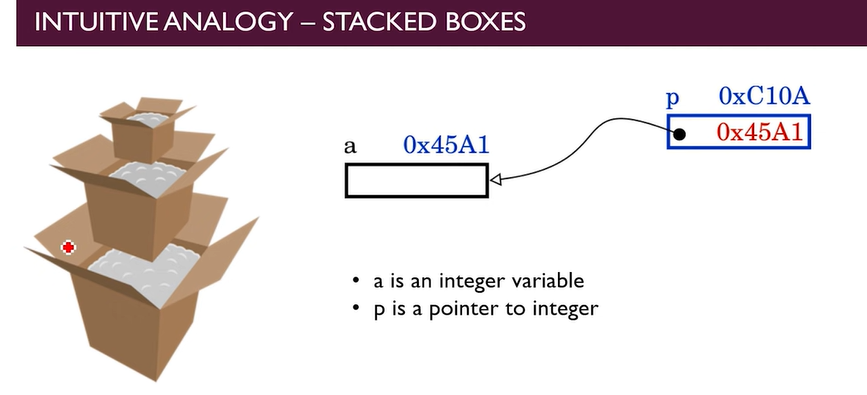 INTUITIVE ANALOGY – STACKED BOXES
p 0xC10A
0x45A1
a 0x45A1
• a is an integer variable
• p is a pointer to integer